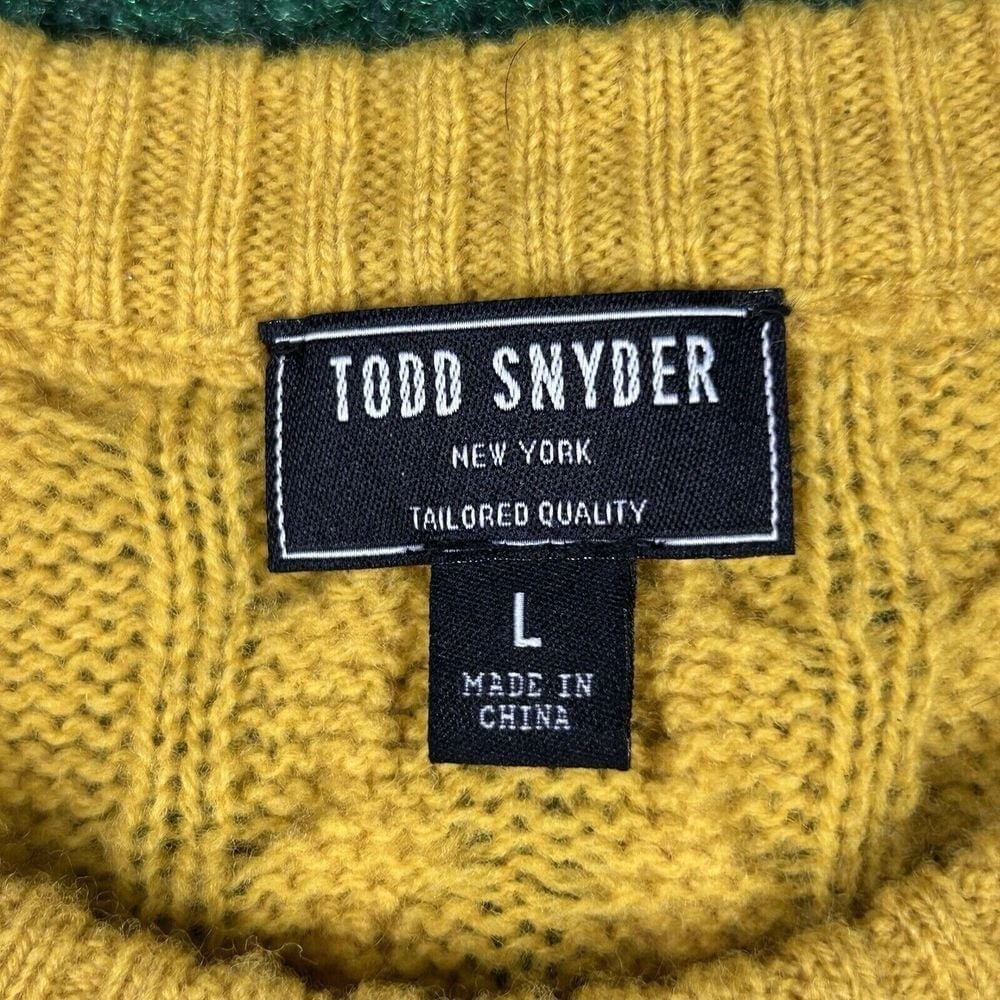 TODD SNYDER
NEW YORK
TAILORED QUALITY
L
MADE IN
CHINA